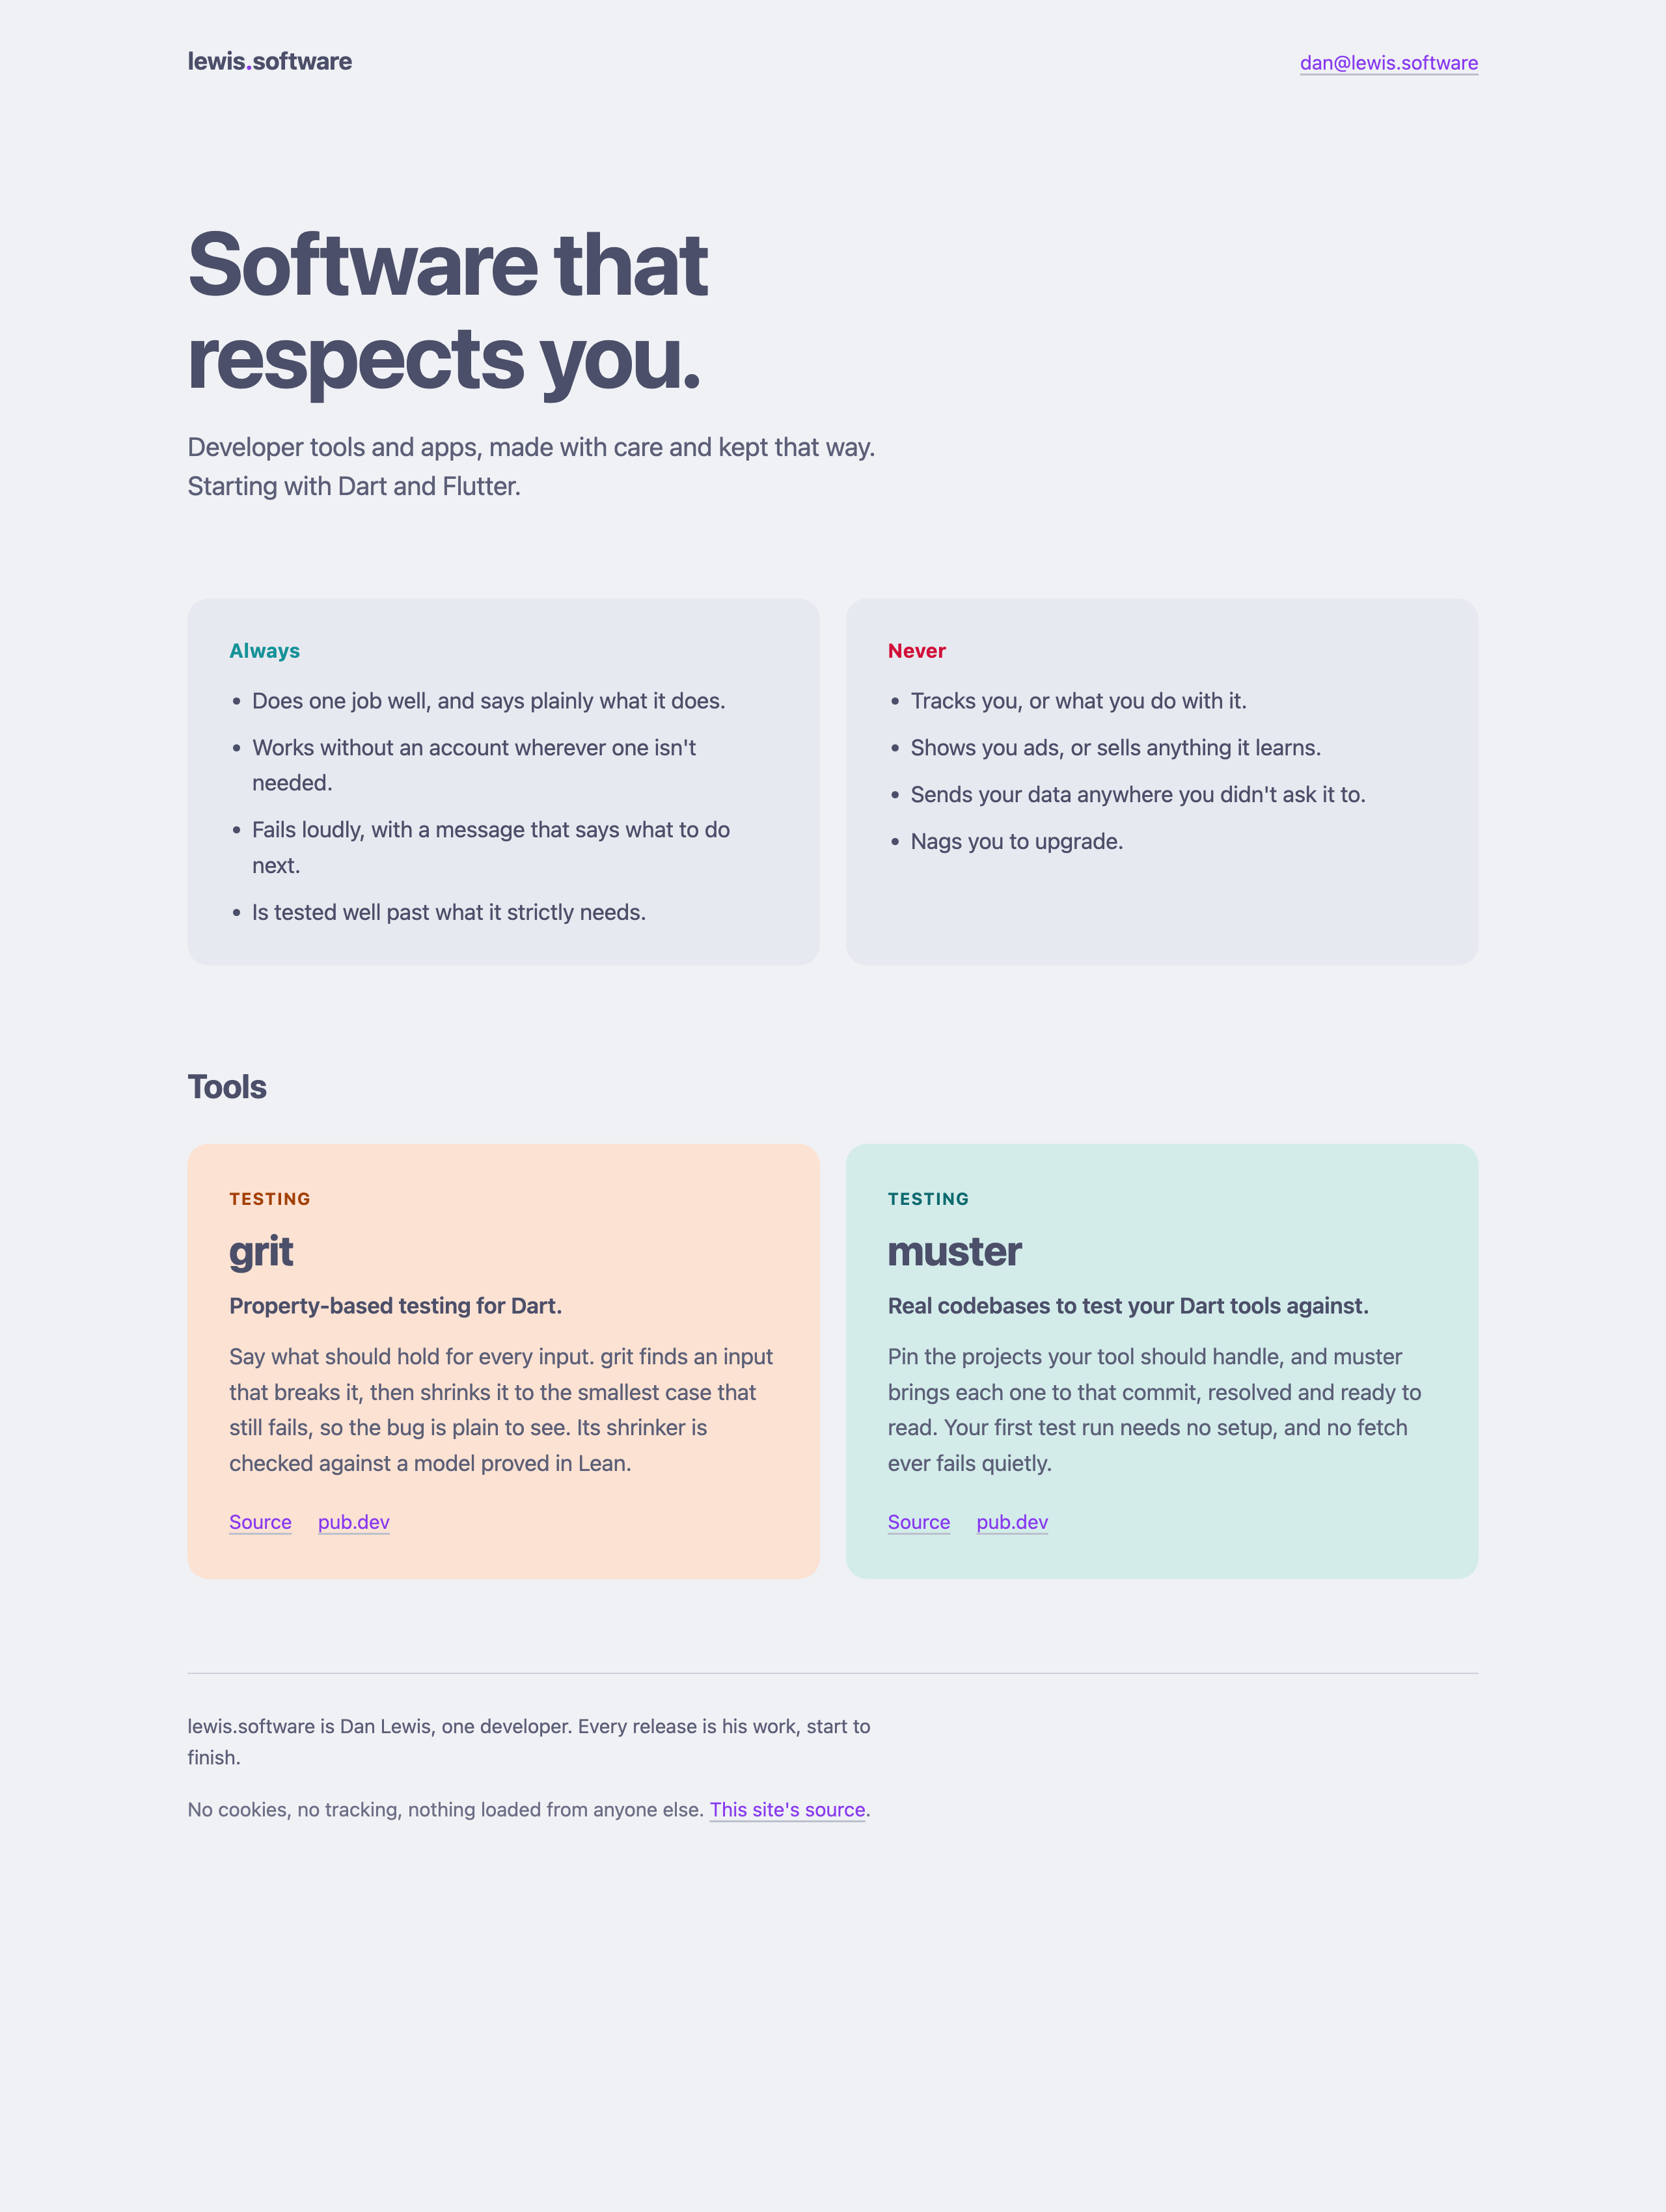 lewis.software
dan@lewis.software
Software that
respects you.
Developer tools and apps, made with care and kept that way.
Starting with Dart and Flutter.
Always
• Does one job well, and says plainly what it does.
• Works without an account wherever one isn't
needed.
• Fails loudly, with a message that says what to do
next.
• Is tested well past what it strictly needs.
Never
• Tracks you, or what you do with it.
• Shows you ads, or sells anything it learns.
• Sends your data anywhere you didn't ask it to.
• Nags you to upgrade.
Tools
TESTING
grit
Property-based testing for Dart.
Say what should hold for every input. grit finds an input
that breaks it, then shrinks it to the smallest case that
still fails, so the bug is plain to see. Its shrinker is
checked against a model proved in Lean.
Source pub.dev
TESTING
muster
Real codebases to test your Dart tools against.
Pin the projects your tool should handle, and muster
brings each one to that commit, resolved and ready to
read. Your first test run needs no setup, and no fetch
ever fails quietly.
Source pub.dev
lewis.software is Dan Lewis, one developer. Every release is his work, start to
finish.
No cookies, no tracking, nothing loaded from anyone else. This site's source.